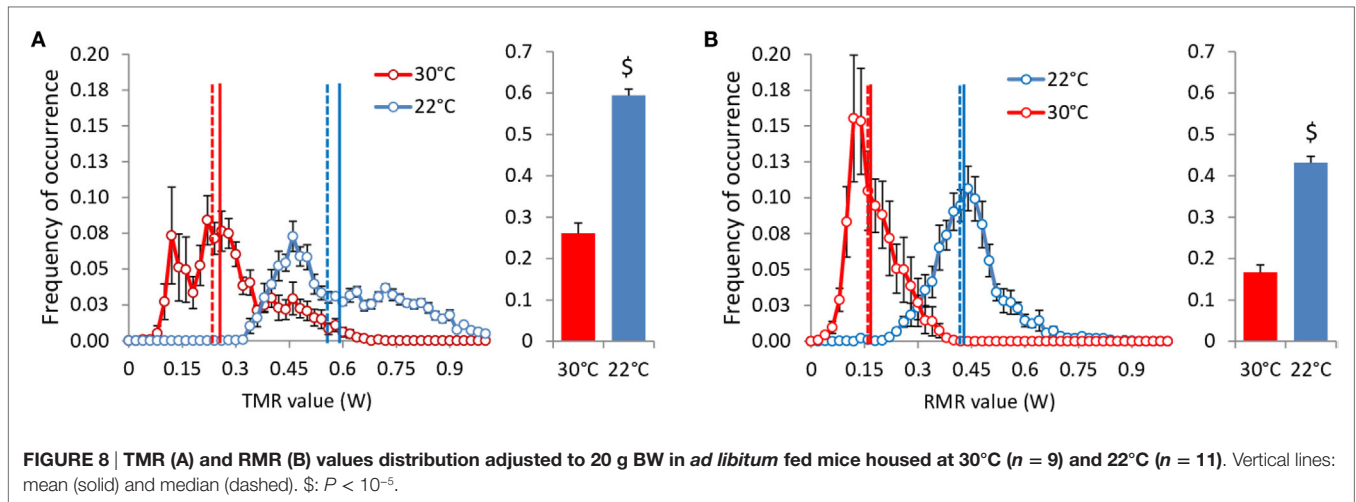 A
B
0.20
0.18
0.15
0.13
0.10
0.08
0.05
0.03
0.00
Frequency of occurrence
30°C
22°C
0 0.15 0.3 0.45 0.6 0.75 0.9
TMR value (W)
0.7
0.6
0.5
0.4
0.3
0.2
0.1
0
$
30°C 22°C
0.20
0.18
0.15
0.13
0.10
0.08
0.05
0.03
0.00
Frequency of occurrence
22°C
30°C
0 0.15 0.3 0.45 0.6 0.75 0.9
RMR value (W)
0.7
0.6
0.5
0.4
0.3
0.2
0.1
0
$
30°C 22°C
FIGURE 8 | TMR (A) and RMR (B) values distribution adjusted to 20 g BW in ad libitum fed mice housed at 30°C (n = 9) and 22°C (n = 11). Vertical lines:
mean (solid) and median (dashed). $: P < 10⁻⁵.